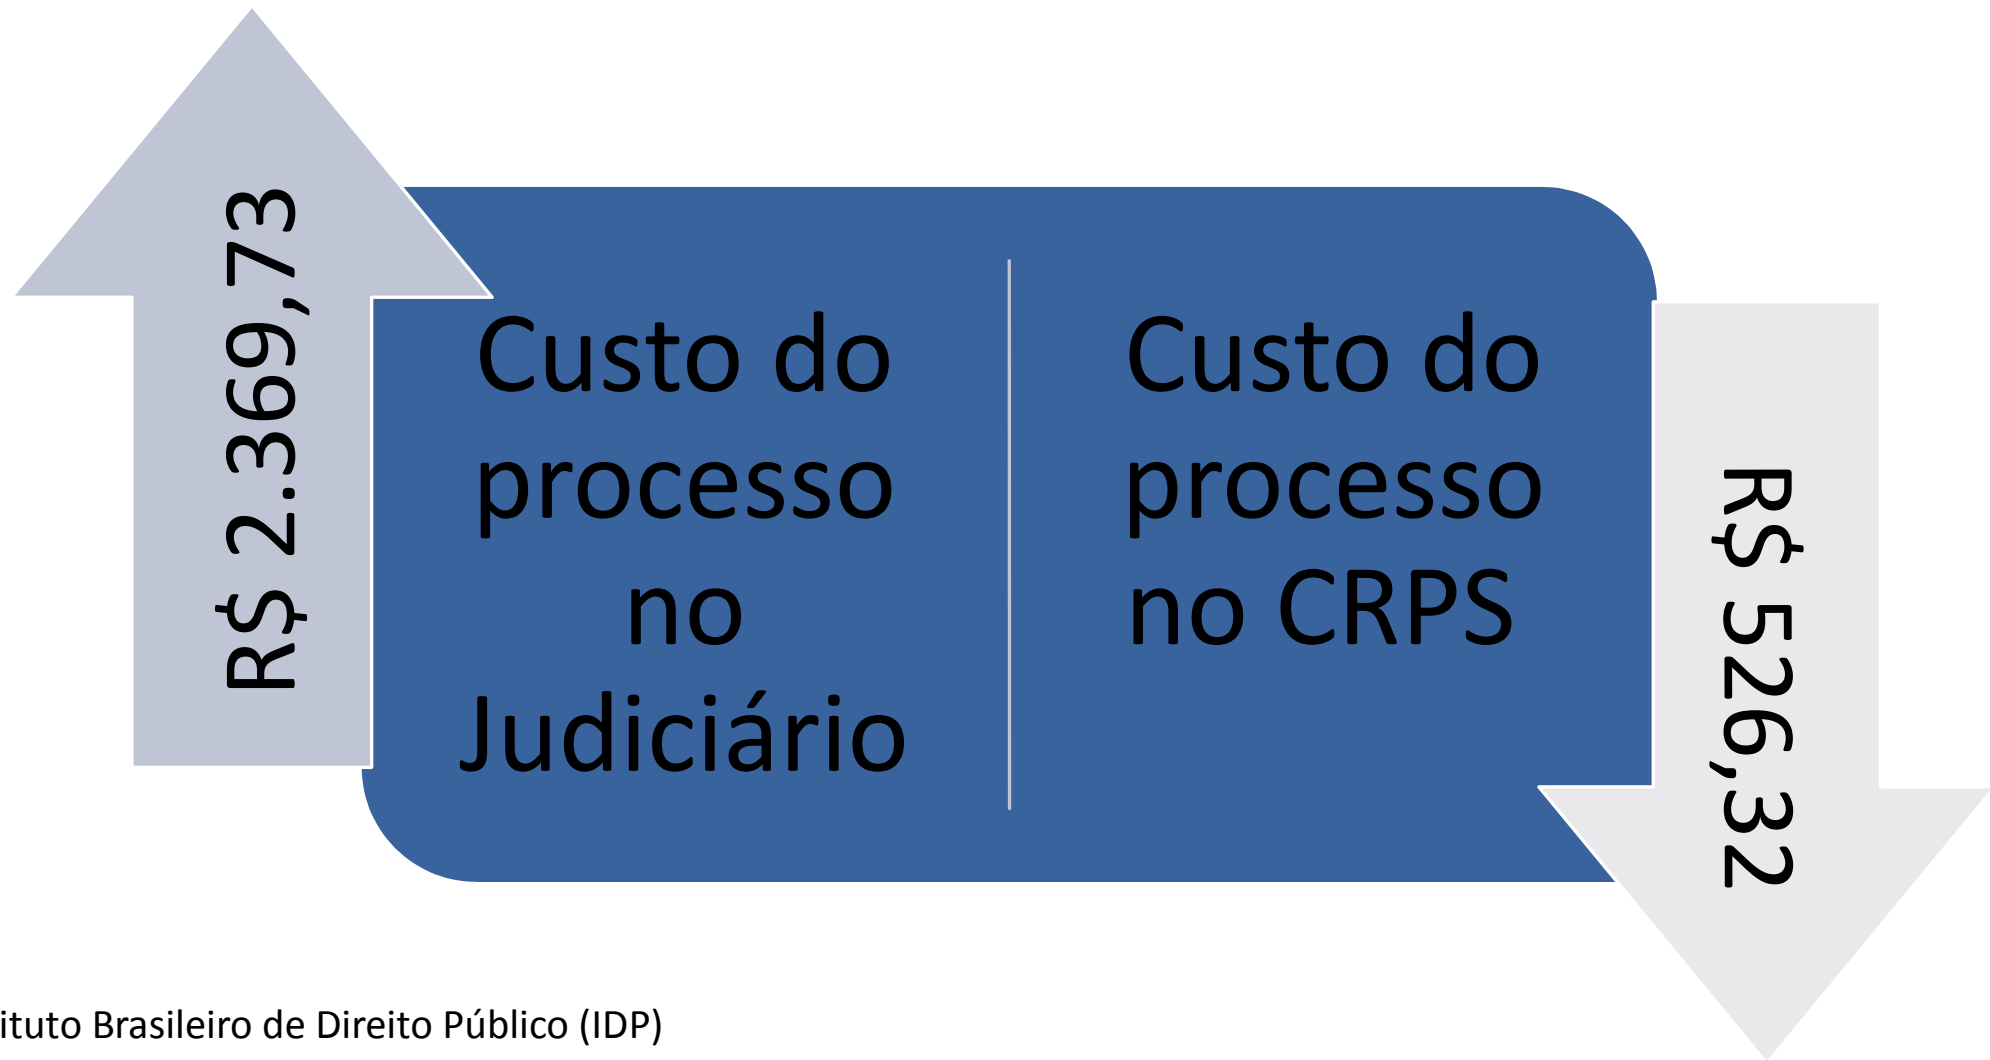 R$ 2.369,73
Custo do
processo
no
Judiciário
Custo do
processo
no CRPS
R$ 526,32
Brasileiro de Direito Público (IDP)